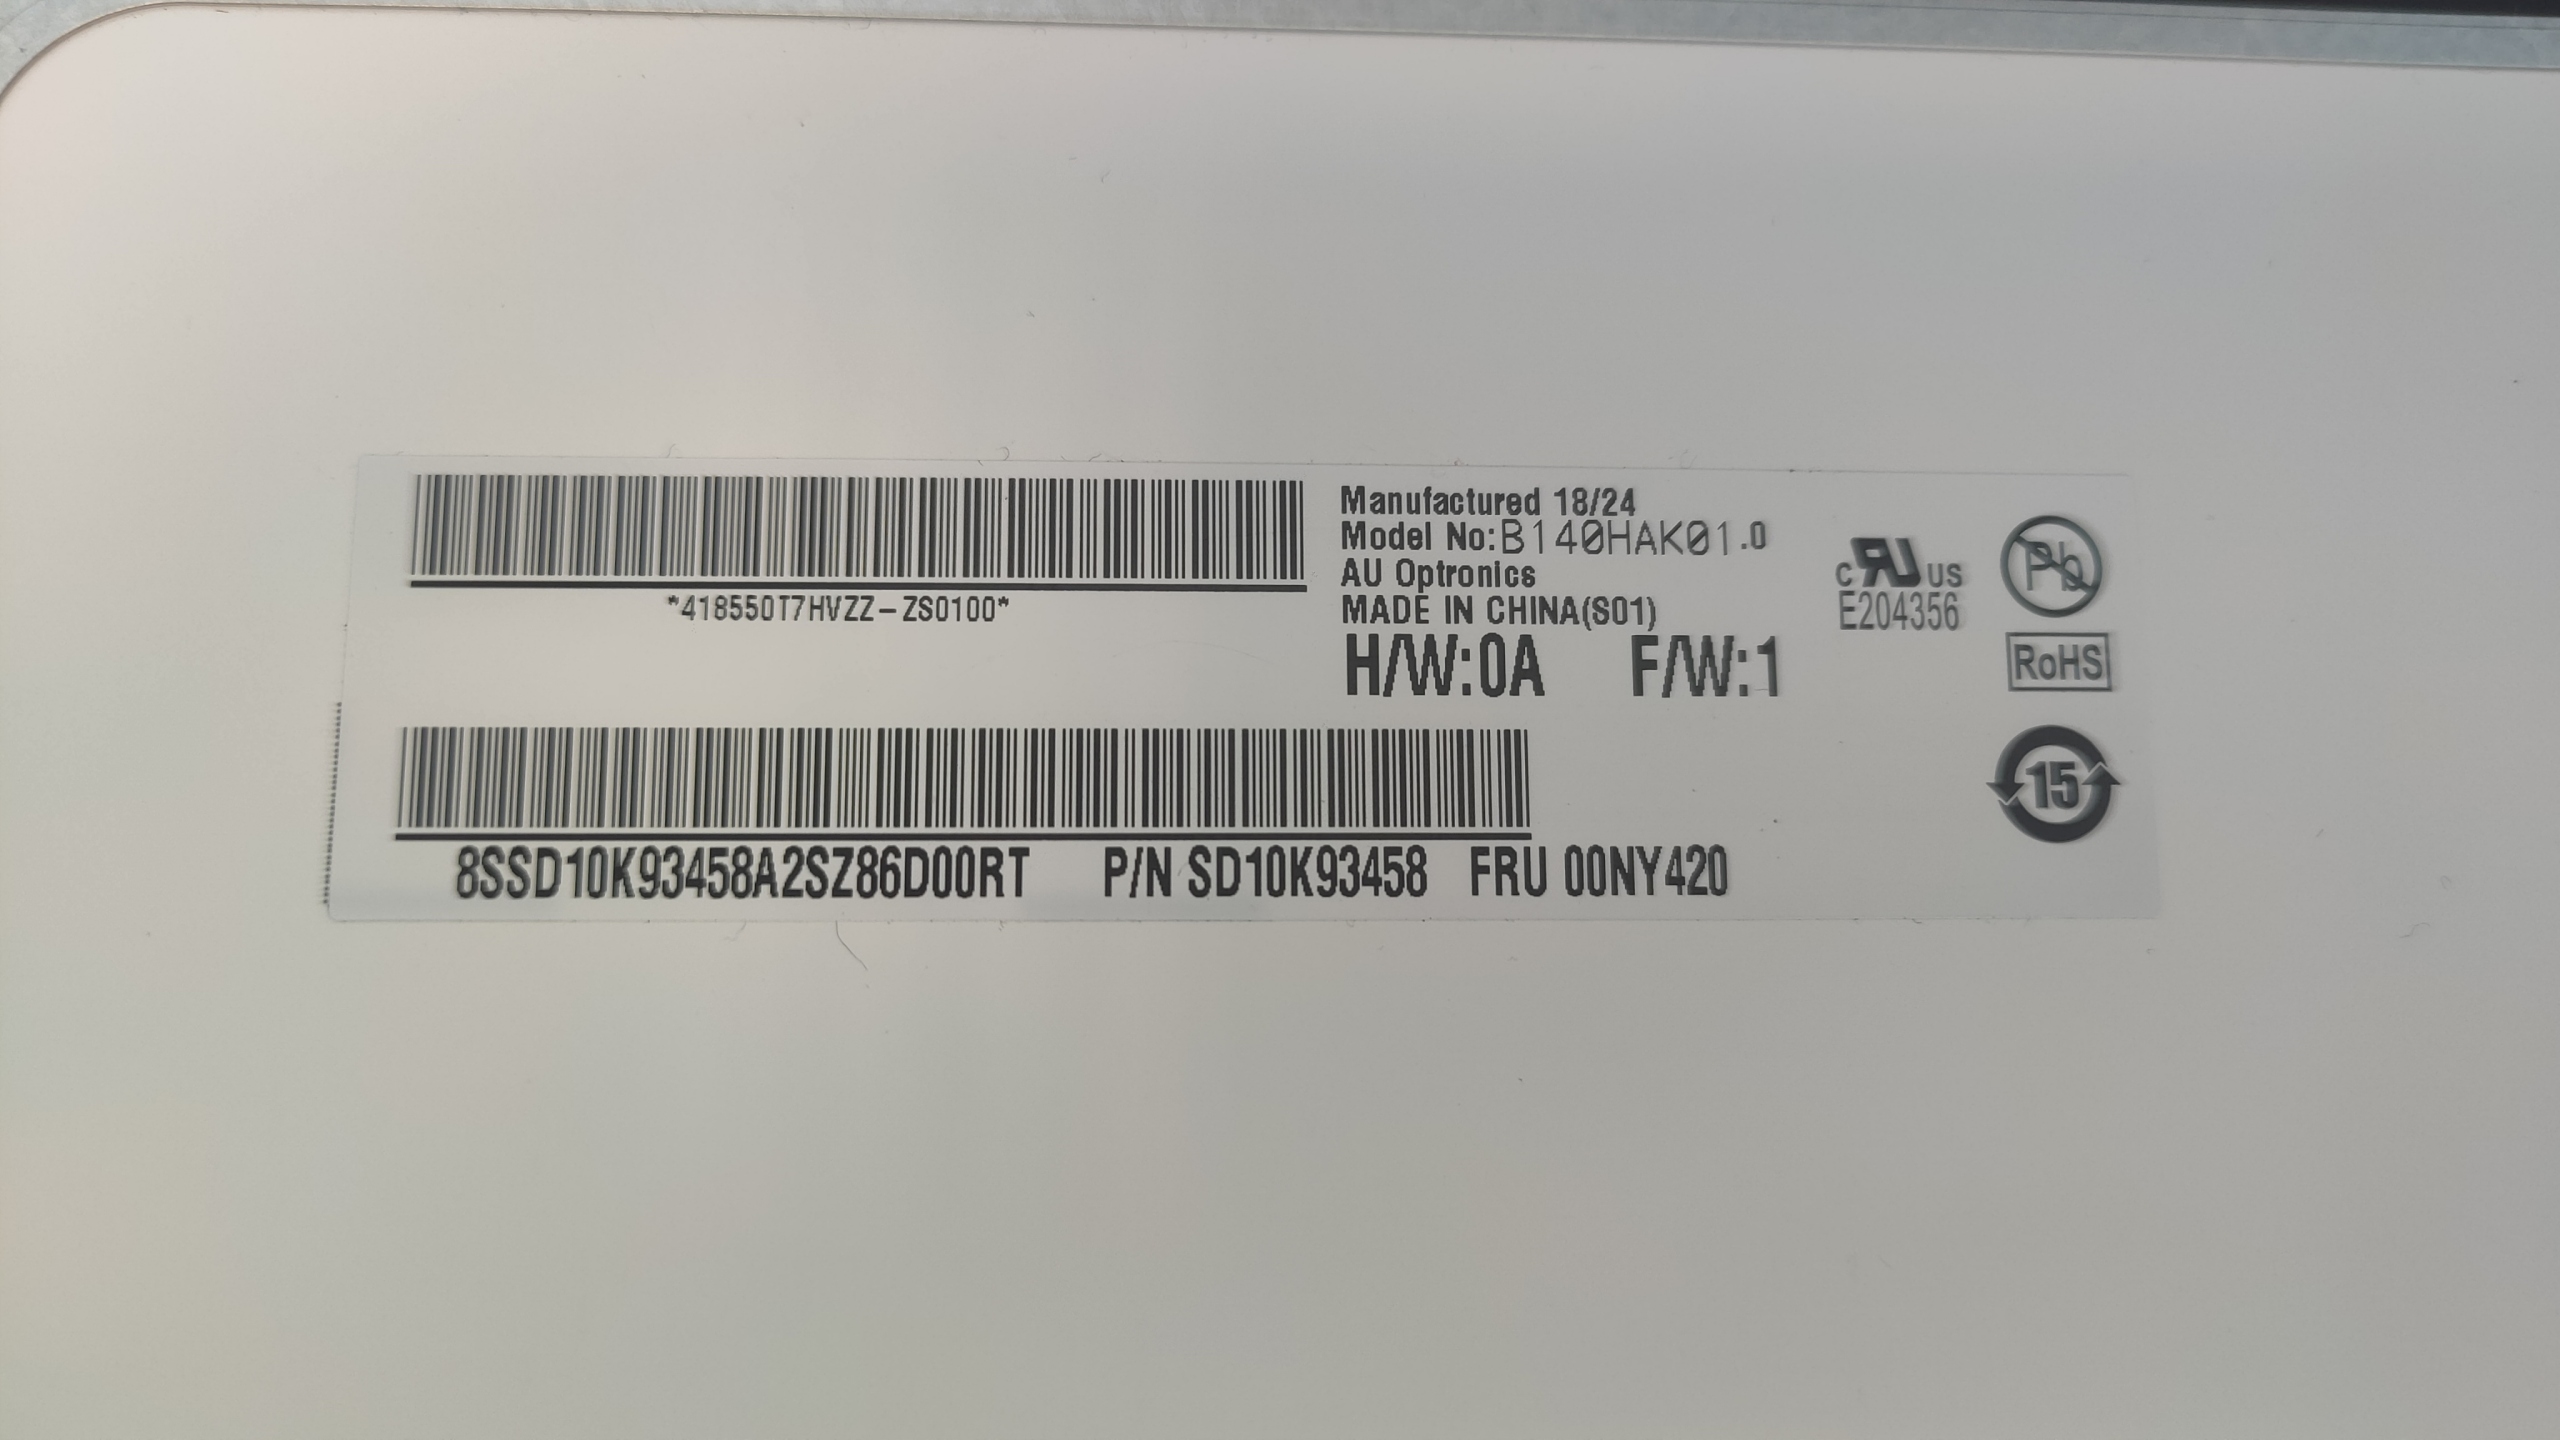 *418550T7HVZZ-ZS0100*
Manufactured 18/24
Model No:B140HAK01.0
AU Optronics
MADE IN CHINA(S01)
H/W:0A F/W:1
c RU US
E204356
Pb
RoHS
15
8SSD10K93458A2SZ86D00RT P/N SD10K93458 FRU 00NY420